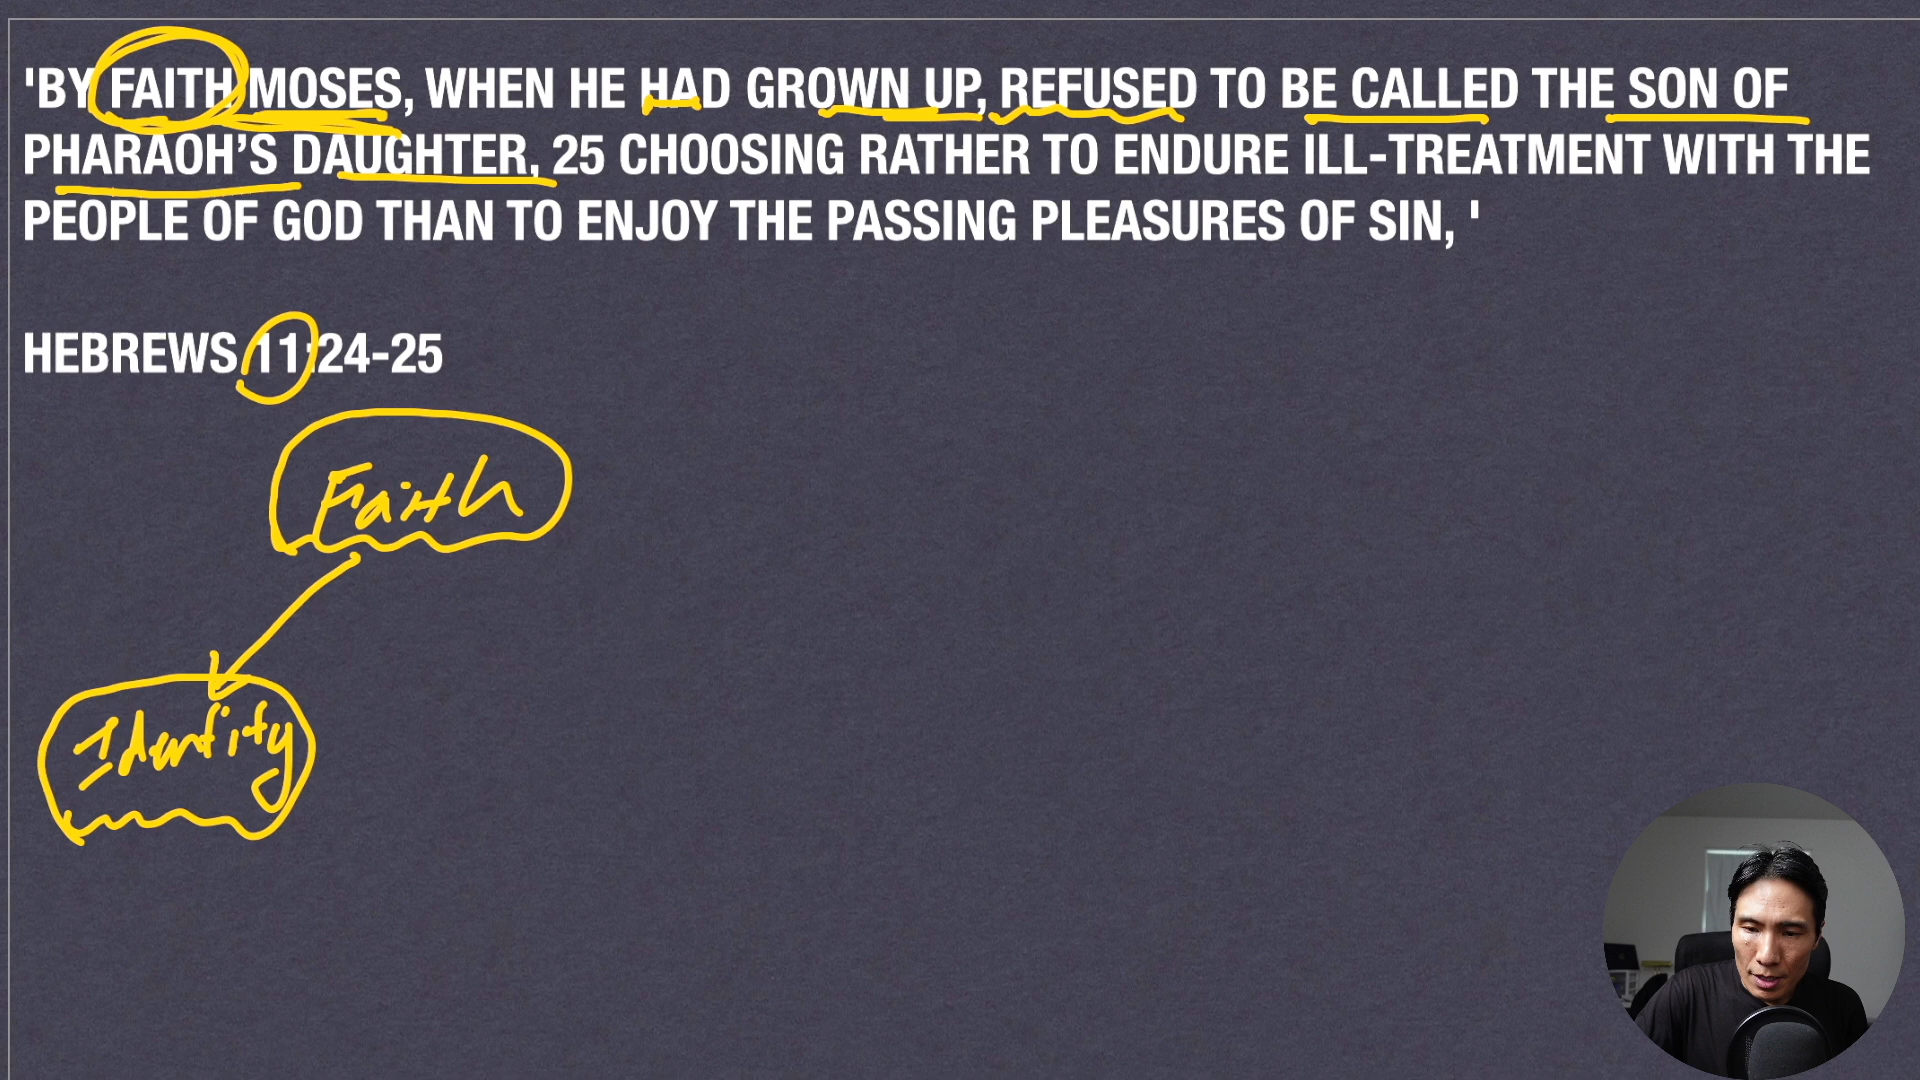 'BY FAITH MOSES, WHEN HE HAD GROWN UP, REFUSED TO BE CALLED THE SON OF
PHARAOH’S DAUGHTER, 25 CHOOSING RATHER TO ENDURE ILL-TREATMENT WITH THE
PEOPLE OF GOD THAN TO ENJOY THE PASSING PLEASURES OF SIN, '
HEBREWS 11:24-25
Faith
Identity